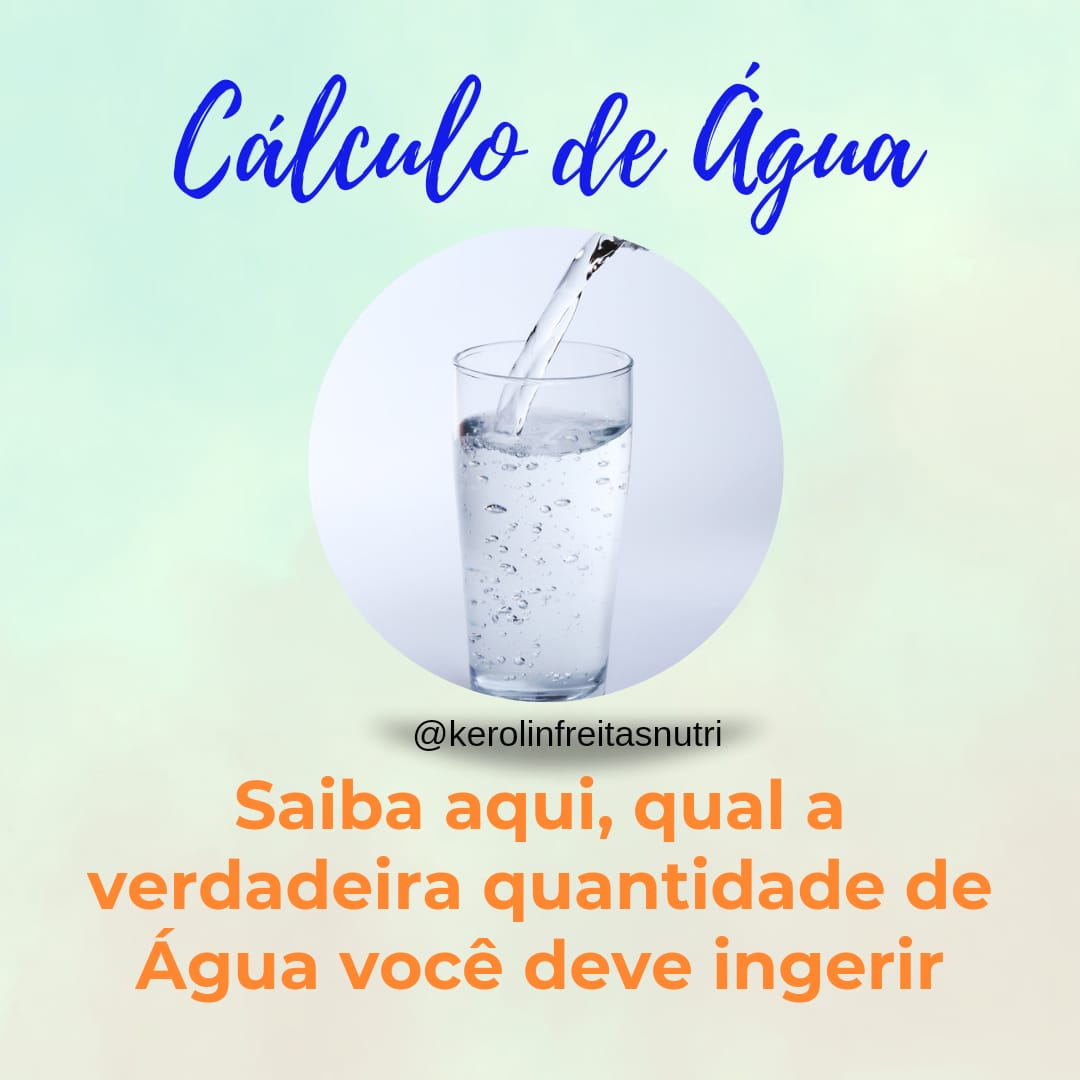 Cálculo de Água
@kerolinfreitasnutri
Saiba aqui, qual a
verdadeira quantidade de
Água você deve ingerir